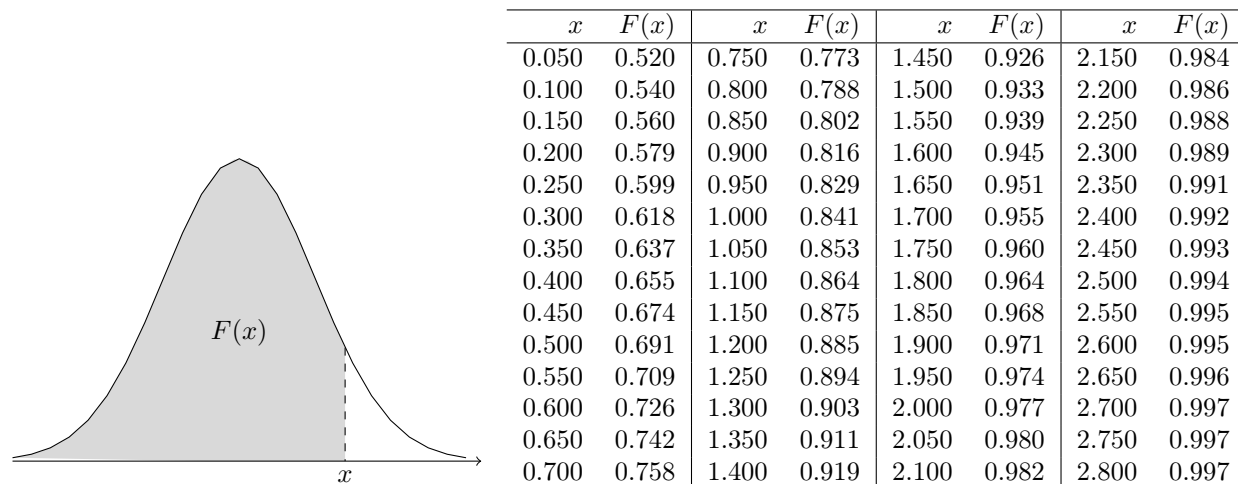 x F(x) x F(x) x F(x) x F(x)
0.050 0.520 0.750 0.773 1.450 0.926 2.150 0.984
0.100 0.540 0.800 0.788 1.500 0.933 2.200 0.986
0.150 0.560 0.850 0.802 1.550 0.939 2.250 0.988
0.200 0.579 0.900 0.816 1.600 0.945 2.300 0.989
0.250 0.599 0.950 0.829 1.650 0.951 2.350 0.991
0.300 0.618 1.000 0.841 1.700 0.955 2.400 0.992
0.350 0.637 1.050 0.853 1.750 0.960 2.450 0.993
0.400 0.655 1.100 0.864 1.800 0.964 2.500 0.994
0.450 0.674 1.150 0.875 1.850 0.968 2.550 0.995
0.500 0.691 1.200 0.885 1.900 0.971 2.600 0.995
0.550 0.709 1.250 0.894 1.950 0.974 2.650 0.996
0.600 0.726 1.300 0.903 2.000 0.977 2.700 0.997
0.650 0.742 1.350 0.911 2.050 0.980 2.750 0.997
0.700 0.758 1.400 0.919 2.100 0.982 2.800 0.997
F(x)
x